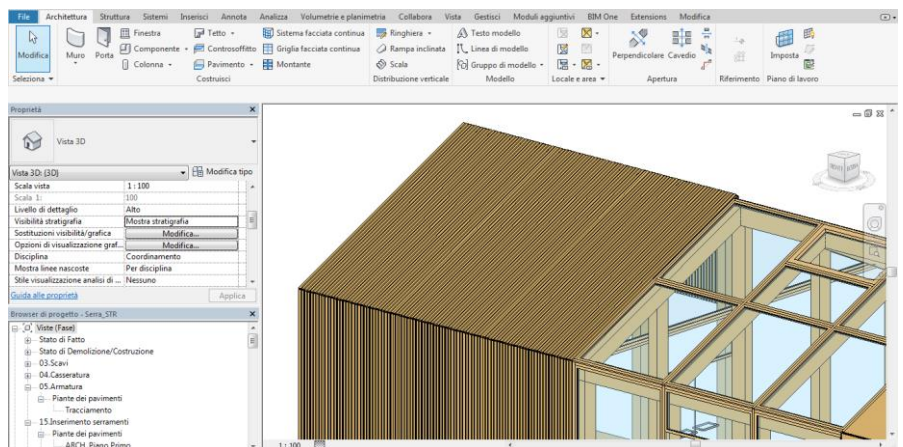 File Architettura Struttura Sistemi Inserisci Annota Analizza Volumetrie e planimetria Collabora Vista Gestisci Moduli aggiuntivi BIM One Extensions Modifica
Finestra Tetto Sistema facciata continua Ringhiera Testo modello
Modifica Muro Porta Componente Controsoffitto Griglia facciata continua Rampa inclinata Linea di modello Perpendicolare Cavedio Imposta
Colonna Pavimento Montante Scala Gruppo di modello
Seleziona Costruisci Distribuzione verticale Modello Locale e area Apertura Riferimento Piano di lavoro
Proprietà
Vista 3D
Vista 3D: {3D} Modifica tipo
Scala vista 1 : 100
Scala 1: 100
Livello di dettaglio Alto
Visibilità stratigrafia Mostra stratigrafia
Sostituzioni visibilità/grafica Modifica...
Opzioni di visualizzazione graf... Modifica...
Disciplina Coordinamento
Mostra linee nascoste Per disciplina
Stile visualizzazione analisi di ... Nessuno
Guida alle proprietà Applica
Browser di progetto - Serra_STR
Viste (Fase)
Stato di Fatto
Stato di Demolizione/Costruzione
03.Scavi
04.Casseratura
05.Armatura
Piante dei pavimenti
Tracciamento
15.Inserimento serramenti
Piante dei pavimenti
ARCH_Piano Primo
1 : 100